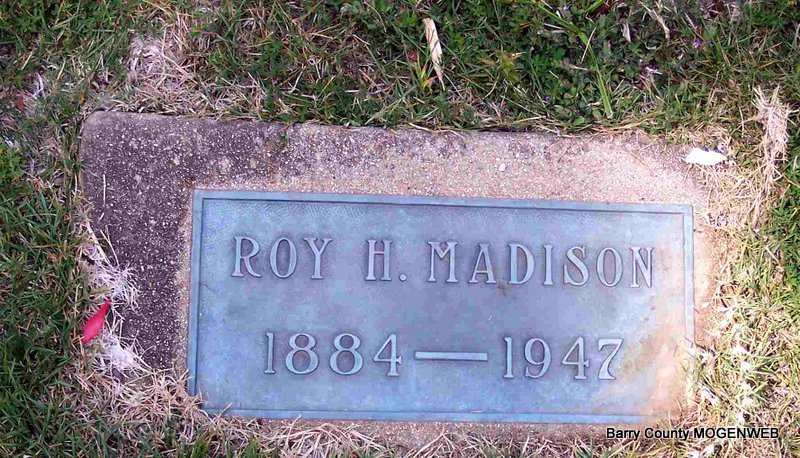 ROY H. MADISON
1884 — 1947
Barry County MOGENWEB